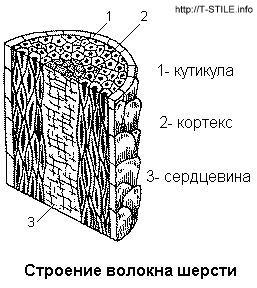 http://T-STILE.info
1
2
1- кутикула
2- кортекс
3- сердцевина
3
Строение волокна шерсти